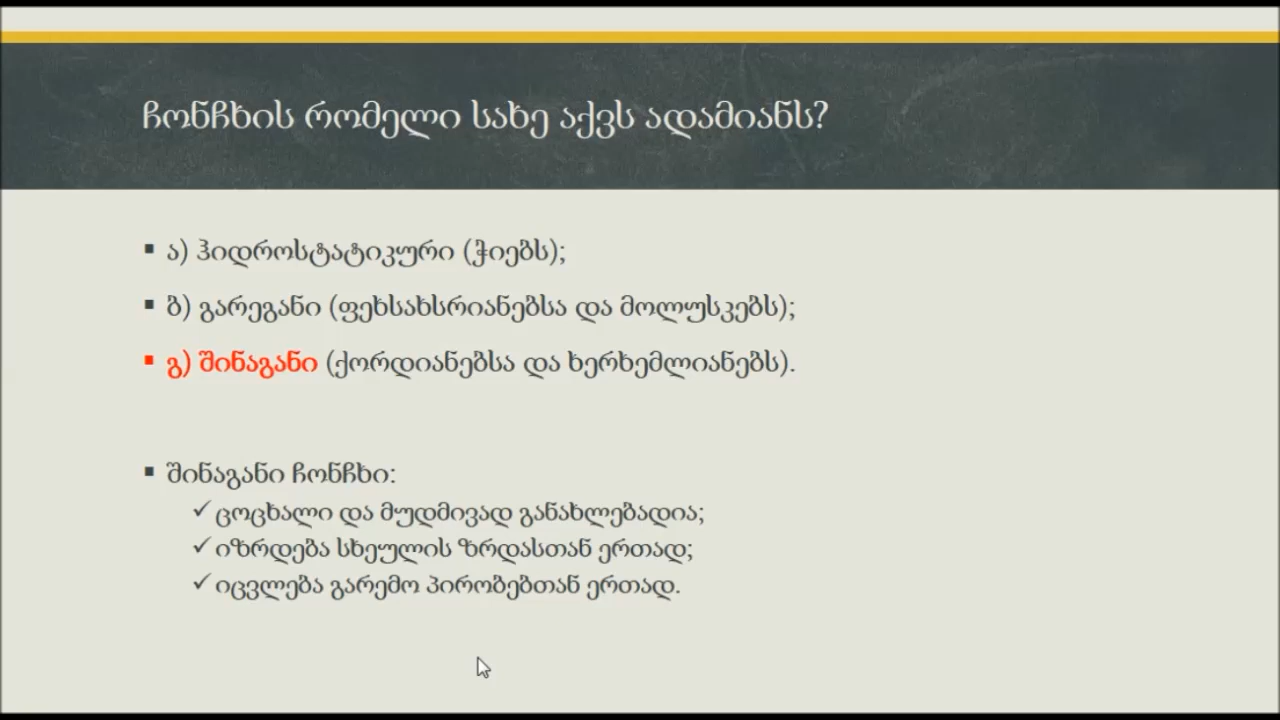 ჩონჩხის რომელი სახე აქვს ადამიანს?
▪ ა) ჰიდროსტატიკური (ჭიებს);
▪ ბ) გარეგანი (ფეხსახსრიანებსა და მოლუსკებს);
▪ გ) შინაგანი (ქორდიანებსა და ხერხემლიანებს).
▪ შინაგანი ჩონჩხი:
✓ ცოცხალი და მუდმივად განახლებადია;
✓ იზრდება სხეულის ზრდასთან ერთად;
✓ იცვლება გარემო პირობებთან ერთად.